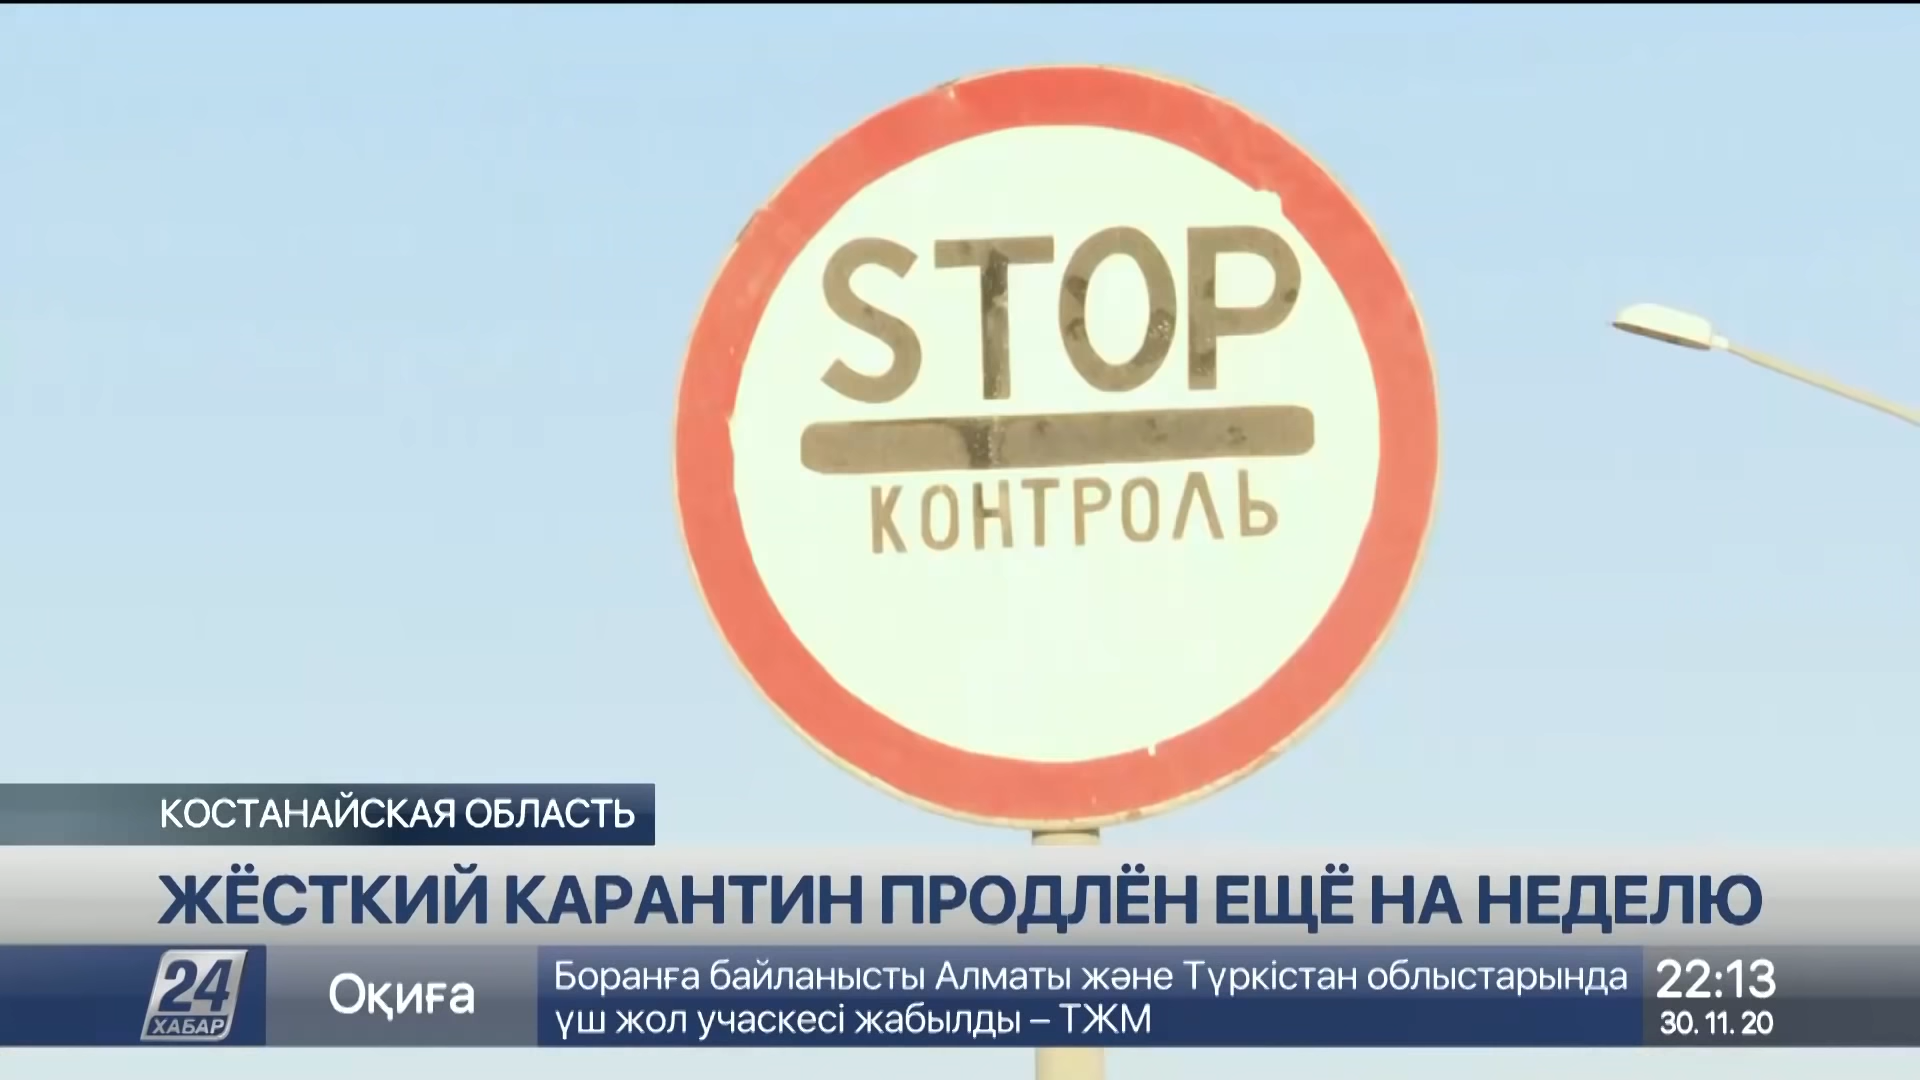 STOP
КОНТРОЛЬ
КОСТАНАЙСКАЯ ОБЛАСТЬ
ЖЁСТКИЙ КАРАНТИН ПРОДЛЁН ЕЩЁ НА НЕДЕЛЮ
24
ХАБАР
Оқиға
Боранға байланысты Алматы және Түркістан облыстарында
үш жол учаскесі жабылды – ТЖМ
22:13
30. 11. 20